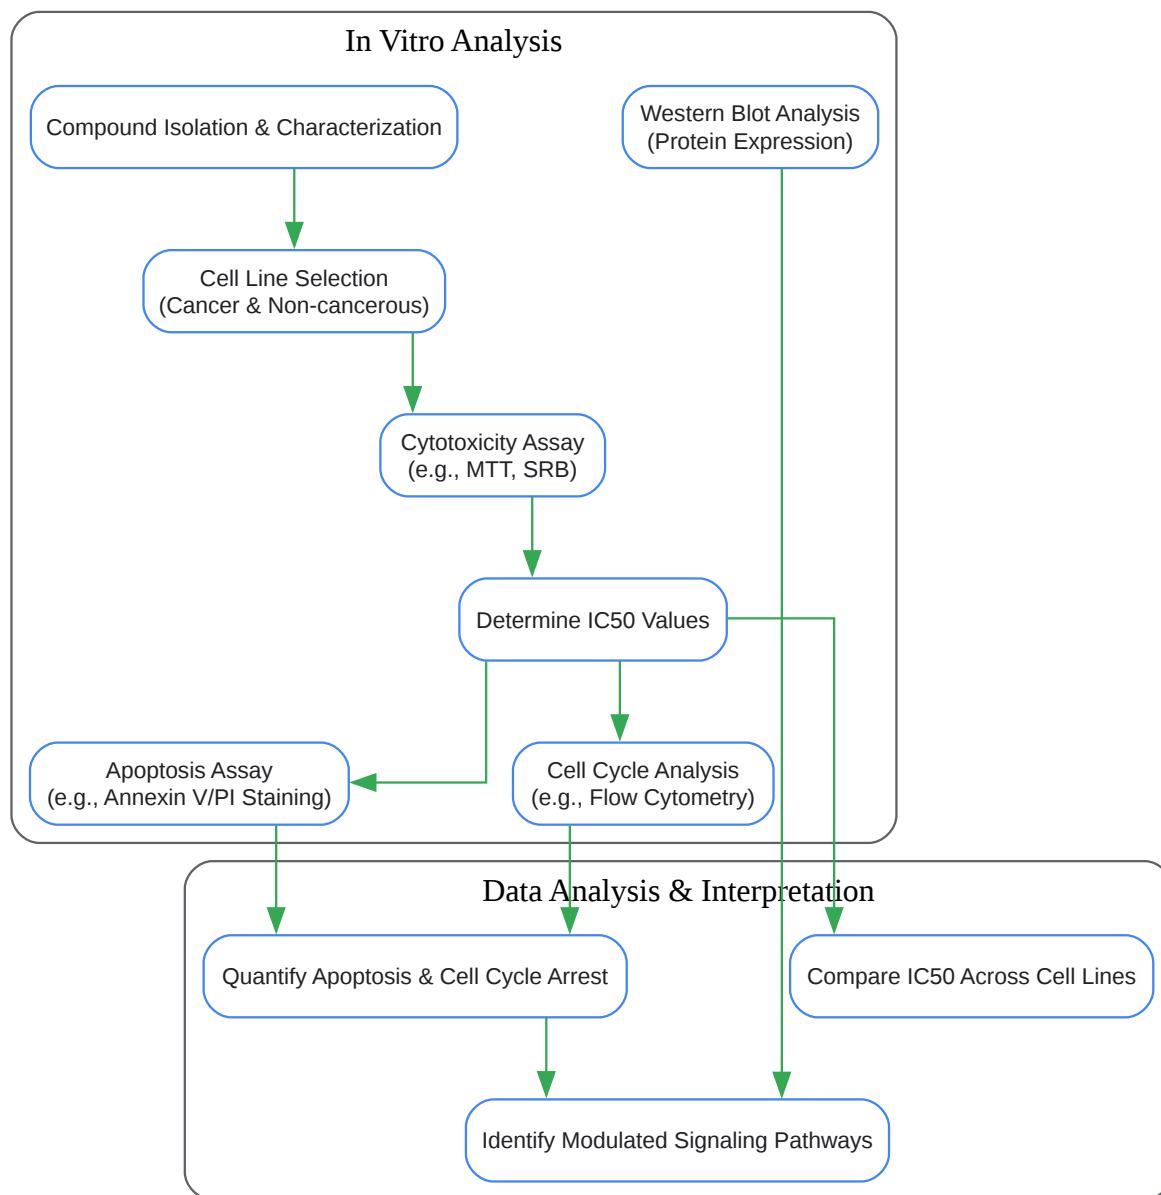 In Vitro Analysis
Compound Isolation & Characterization
Western Blot Analysis
(Protein Expression)
Cell Line Selection
(Cancer & Non-cancerous)
Cytotoxicity Assay
(e.g., MTT, SRB)
Determine IC50 Values
Apoptosis Assay
(e.g., Annexin V/PI Staining)
Cell Cycle Analysis
(e.g., Flow Cytometry)
Data Analysis & Interpretation
Quantify Apoptosis & Cell Cycle Arrest
Compare IC50 Across Cell Lines
Identify Modulated Signaling Pathways